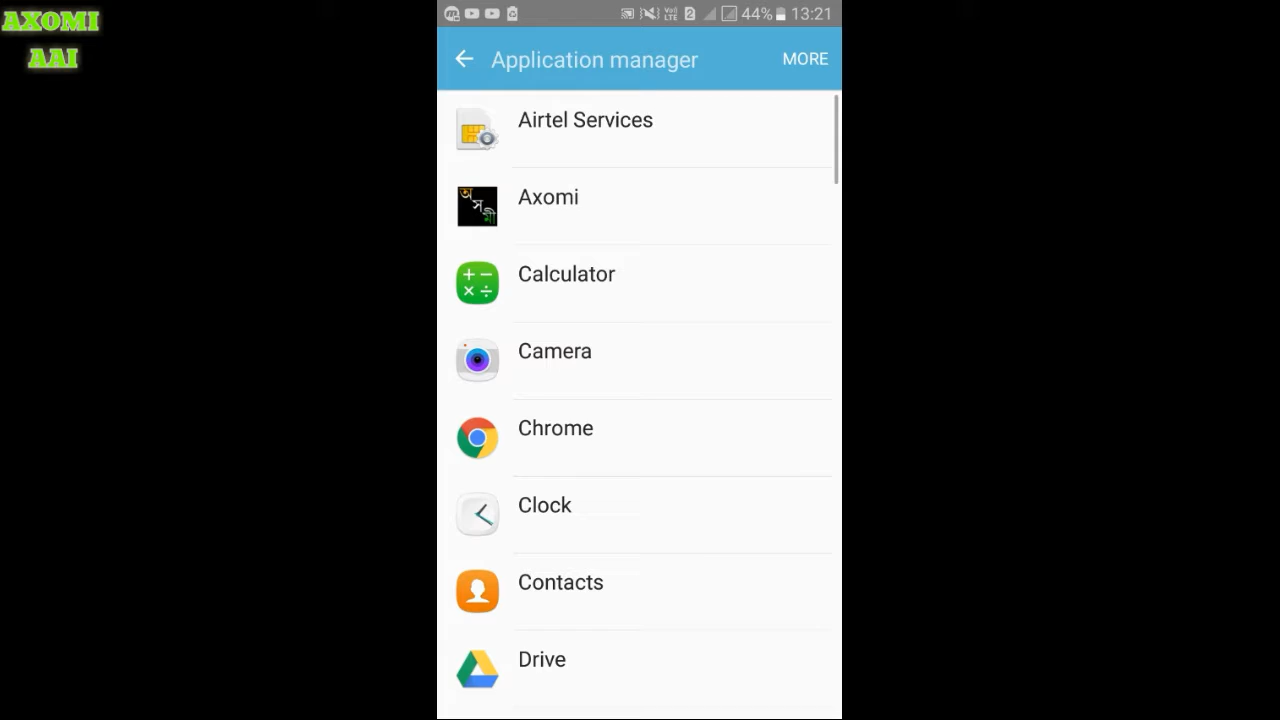 AXOMI
AAI
44% 13:21
Application manager
MORE
Airtel Services
Axomi
অ
স
মী
Calculator
Camera
Chrome
Clock
Contacts
Drive